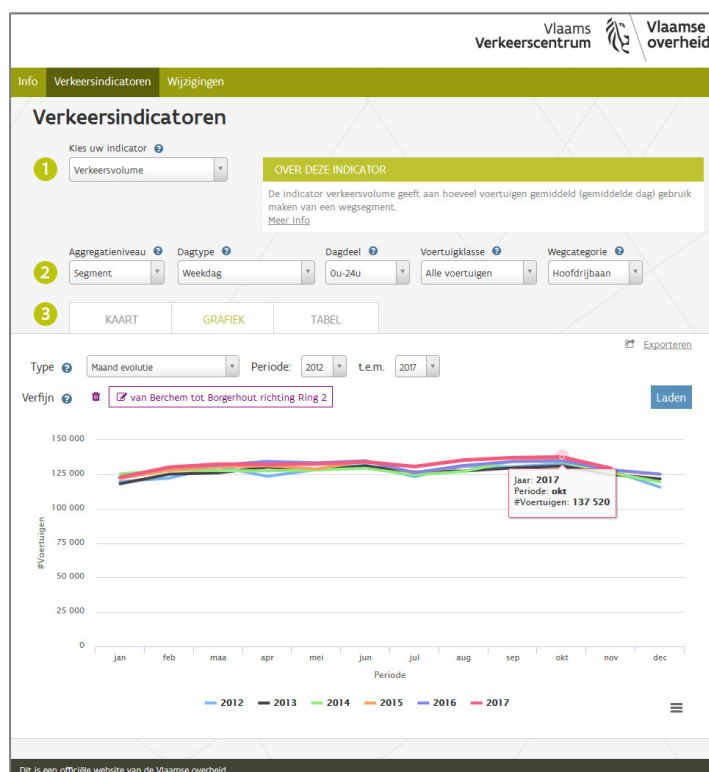 Vlaams
Verkeerscentrum
Vlaamse
overheid
Info Verkeersindicatoren Wijzigingen
Verkeersindicatoren
Kies uw indicator ?
1 Verkeersvolume
OVER DEZE INDICATOR
De indicator verkeersvolume geeft aan hoeveel voertuigen gemiddeld (gemiddelde dag) gebruik
maken van een wegsegment.
Meer info
Aggregatieniveau ? Dagtype ? Dagdeel ? Voertuigklasse ? Wegcategorie ?
2 Segment Weekdag 0u-24u Alle voertuigen Hoofdrijbaan
3 KAART GRAFIEK TABEL
Exporteren
Type ? Maand evolutie Periode: 2012 t.e.m. 2017
Verfijn ? van Berchem tot Borgerhout richting Ring 2 Laden
150 000
125 000
100 000
75 000
50 000
25 000
0
#Voertuigen
Jaar: 2017
Periode: okt
#Voertuigen: 137 520
jan feb maa apr mei jun jul aug sep okt nov dec
Periode
2012 2013 2014 2015 2016 2017
Dit is een officiële website van de Vlaamse overheid